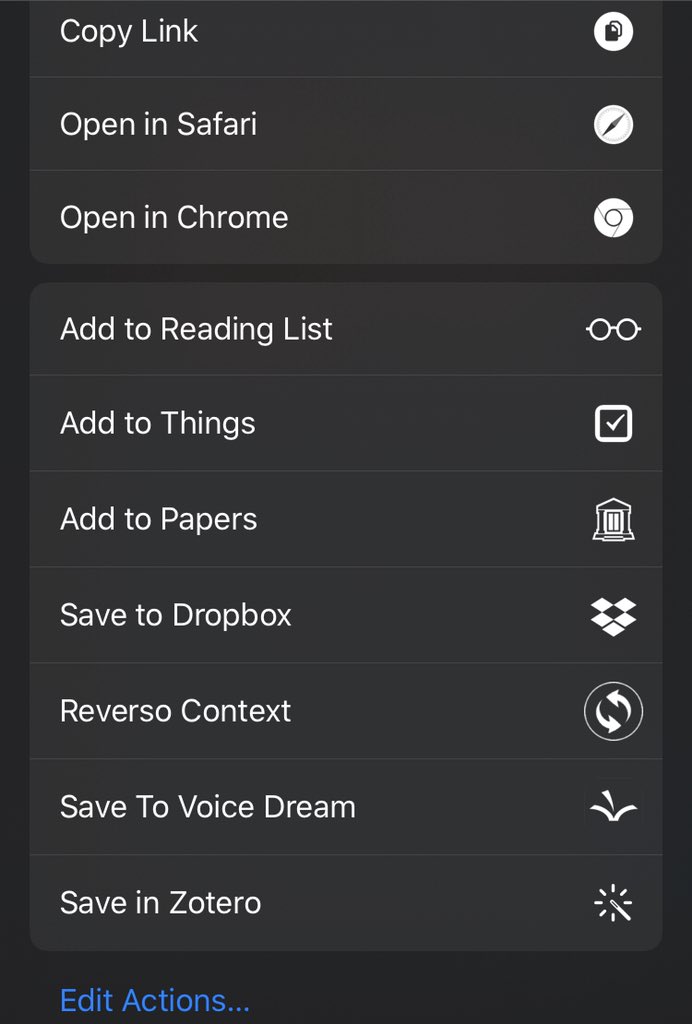 Copy Link
Open in Safari
Open in Chrome
Add to Reading List
Add to Things
Add to Papers
Save to Dropbox
Reverso Context
Save To Voice Dream
Save in Zotero
Edit Actions...